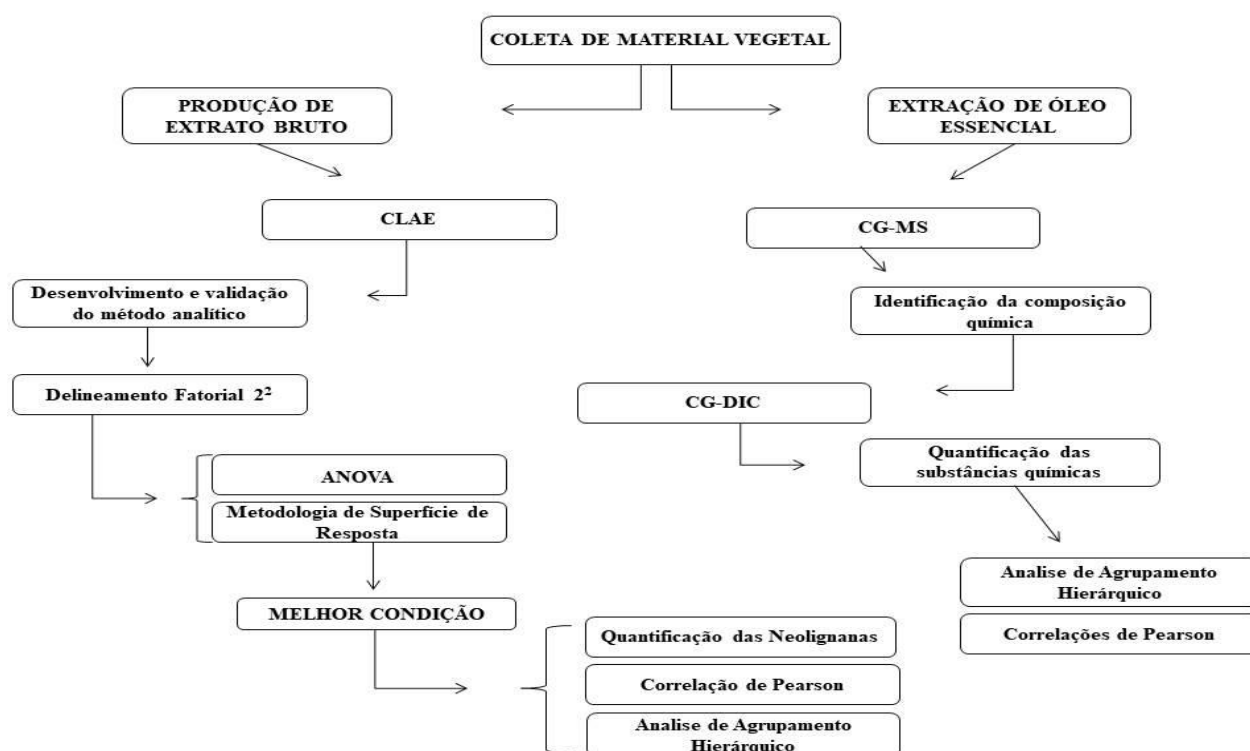 COLETA DE MATERIAL VEGETAL
PRODUÇÃO DE
EXTRATO BRUTO
EXTRAÇÃO DE ÓLEO
ESSENCIAL
CLAE
CG-MS
Desenvolvimento e validação
do método analítico
Identificação da composição
química
Delineamento Fatorial 2²
CG-DIC
ANOVA
Quantificação das
substâncias químicas
Metodologia de Superfície de
Resposta
MELHOR CONDIÇÃO
Analise de Agrupamento
Hierárquico
Quantificação das Neolignanas
Correlações de Pearson
Correlação de Pearson
Analise de Agrupamento
Hierárquico